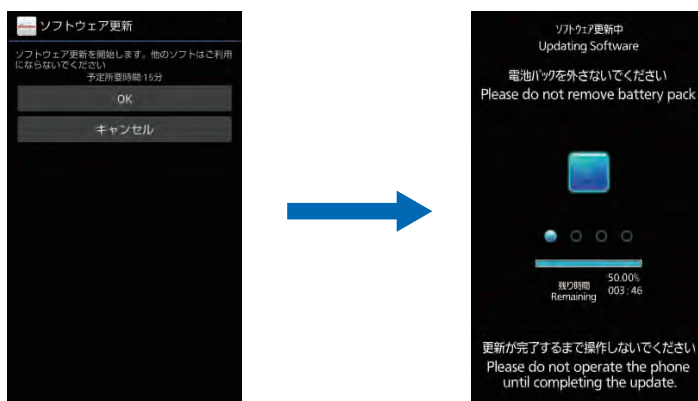 ソフトウェア更新
ソフトウェア更新を開始します。他のソフトはご利用
にならないでください
予定所要時間:15分
OK
キャンセル
ソフトウェア更新中
Updating Software
電池パックを外さないでください
Please do not remove battery pack
50.00%
残り時間 003:46
Remaining
更新が完了するまで操作しないでください
Please do not operate the phone
until completing the update.